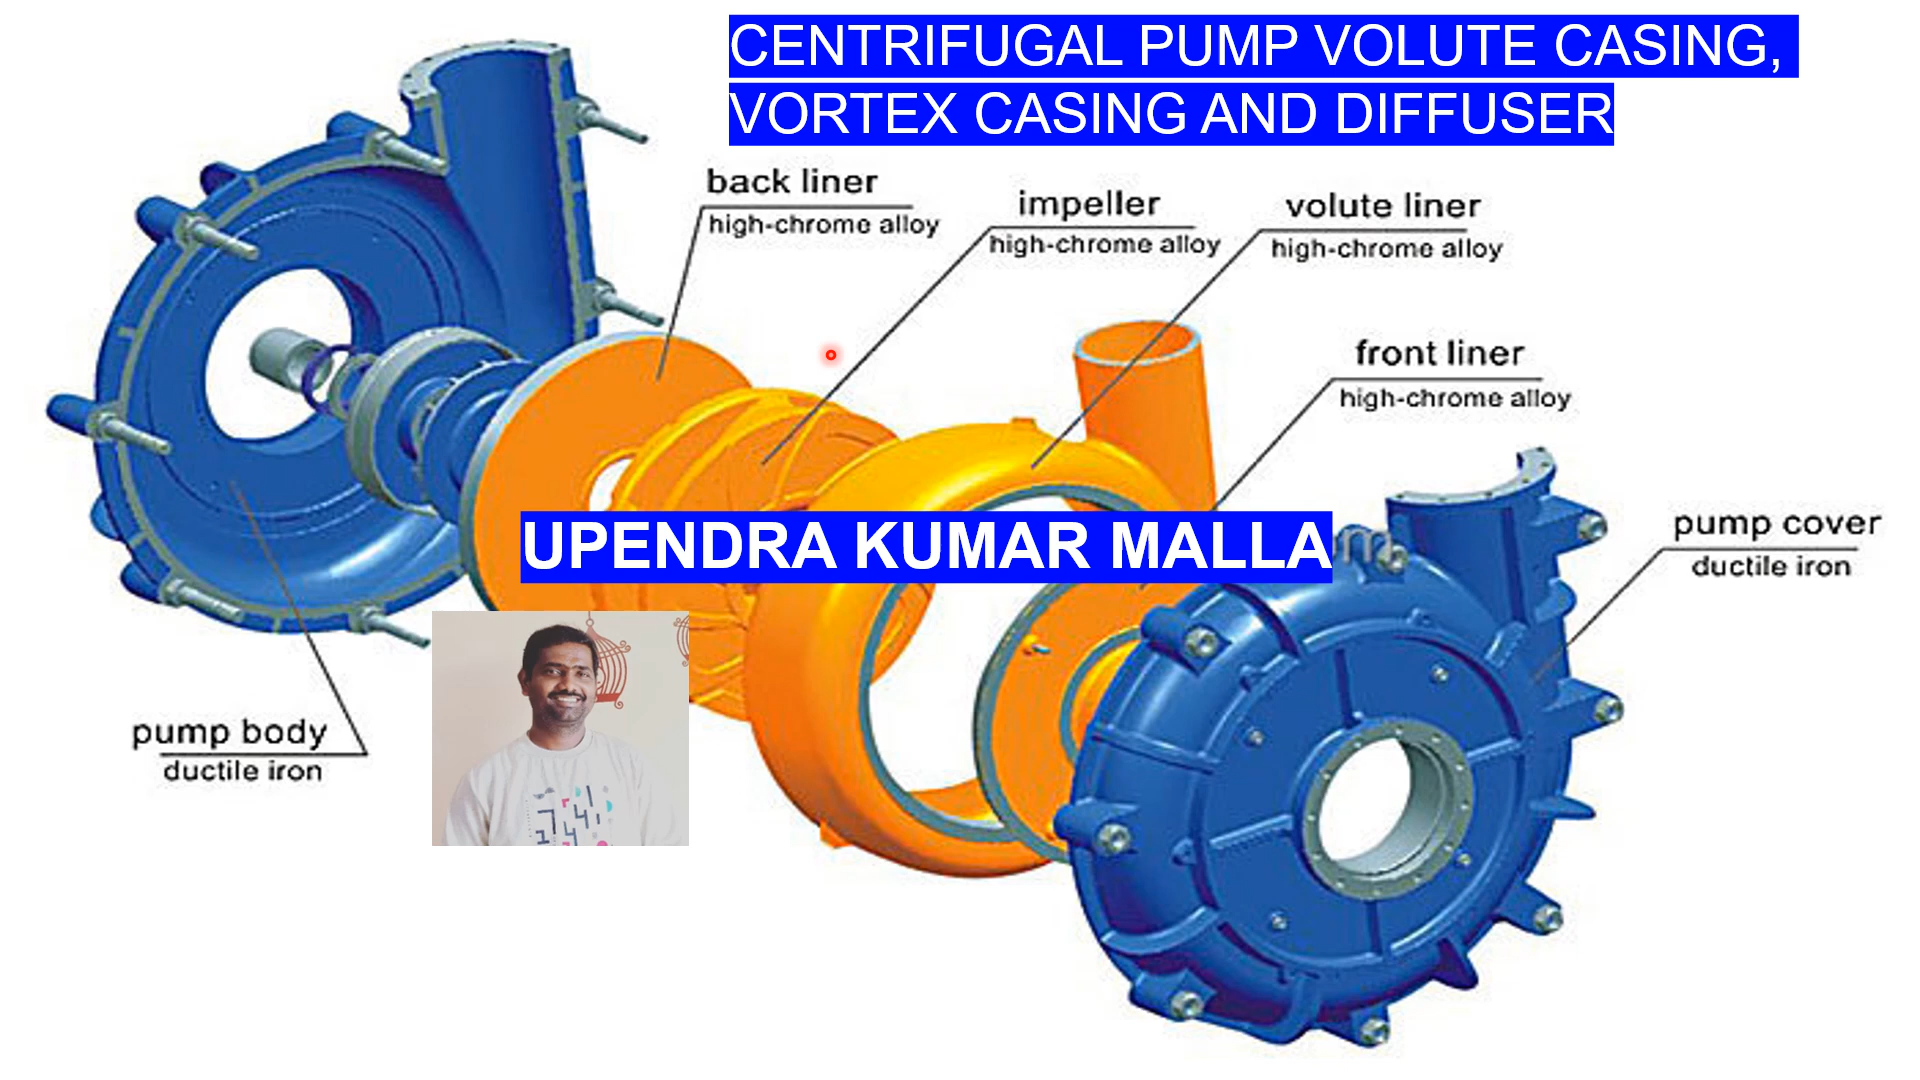 CENTRIFUGAL PUMP VOLUTE CASING,
VORTEX CASING AND DIFFUSER
back liner
high-chrome alloy
impeller
high-chrome alloy
volute liner
high-chrome alloy
front liner
high-chrome alloy
pump cover
ductile iron
UPENDRA KUMAR MALLA
pump body
ductile iron